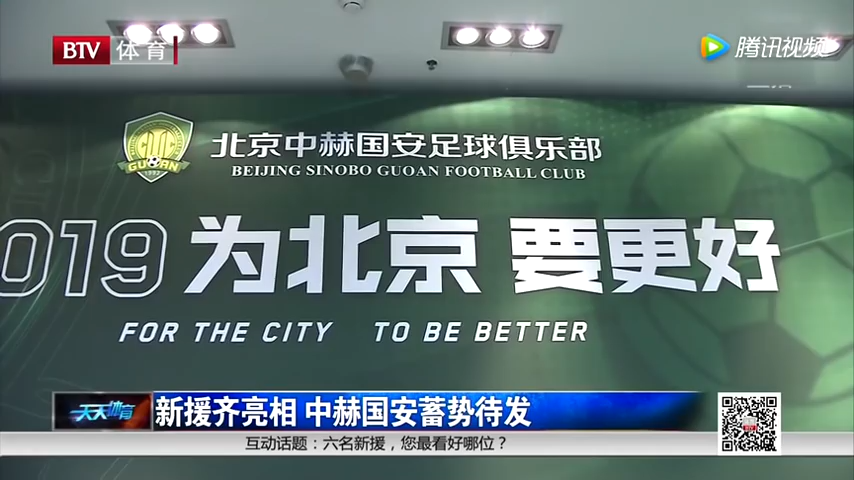 BTV 体育
腾讯视频
北京中赫国安足球俱乐部
BEIJING SINOBO GUOAN FOOTBALL CLUB
GUOAN
1992
2019 为北京 要更好
FOR THE CITY TO BE BETTER
天天体育
新援齐亮相 中赫国安蓄势待发
互动话题：六名新援，您最看好哪位？